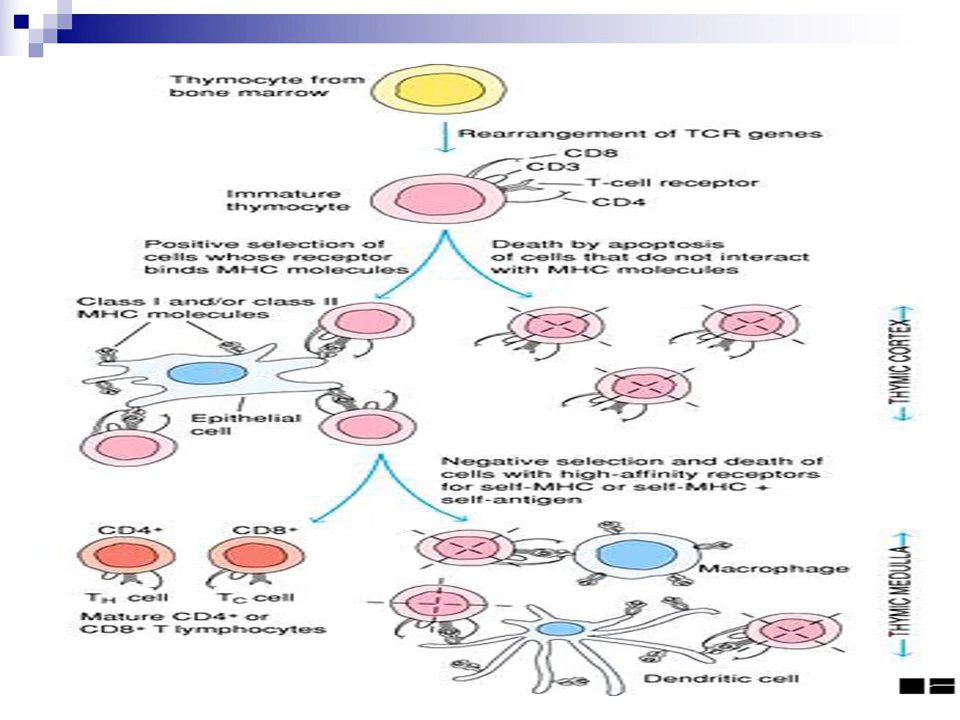 Thymocyte from
bone marrow
Rearrangement of TCR genes
CD8
CD3
T-cell receptor
CD4
Immature
thymocyte
Positive selection of
cells whose receptor
binds MHC molecules
Death by apoptosis
of cells that do not interact
with MHC molecules
Class I and/or class II
MHC molecules
THYMIC CORTEX
Epithelial
cell
Negative selection and death of
cells with high-affinity receptors
for self-MHC or self-MHC +
self-antigen
CD4+
CD8+
TH cell
TC cell
Mature CD4+ or
CD8+ T lymphocytes
Macrophage
THYMIC MEDULLA
Dendritic cell